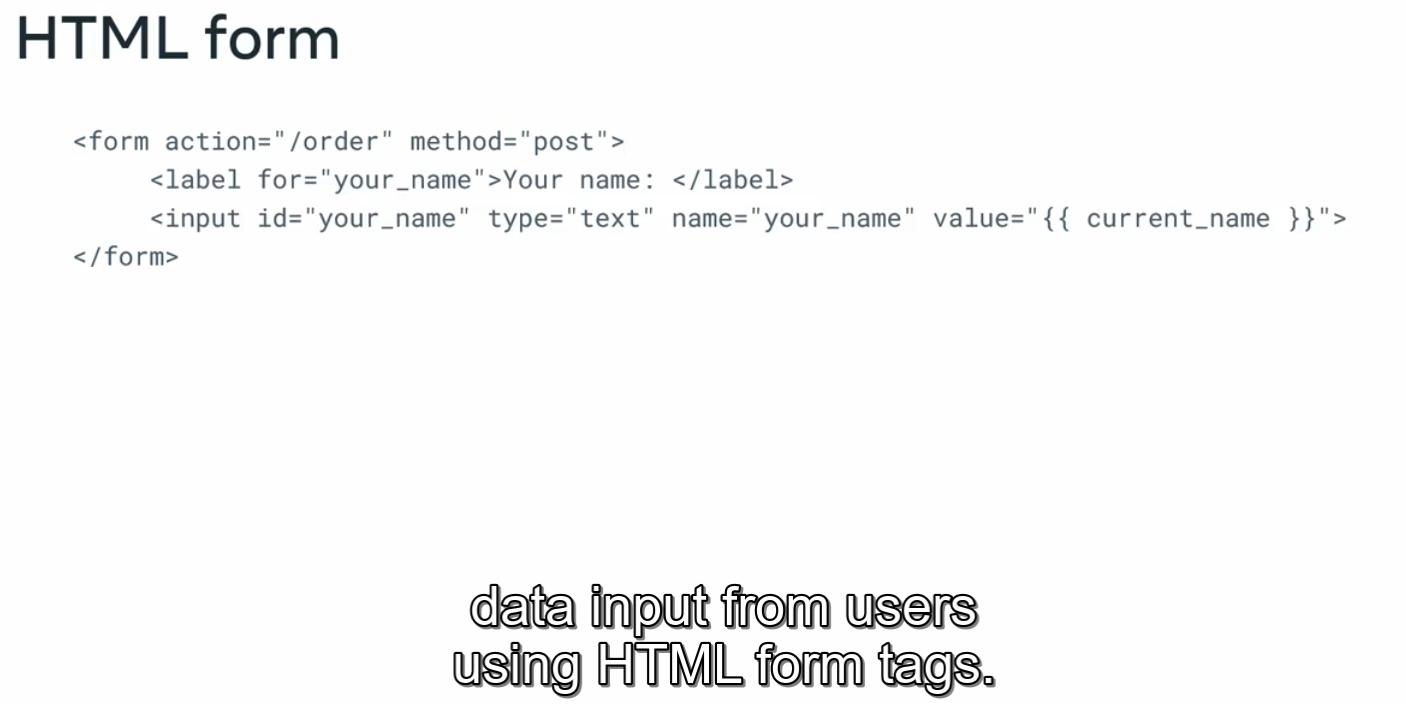 HTML form
<form action="/order" method="post">
<label for="your_name">Your name: </label>
<input id="your_name" type="text" name="your_name" value="{{ current_name }}">
</form>
data input from users
using HTML form tags.